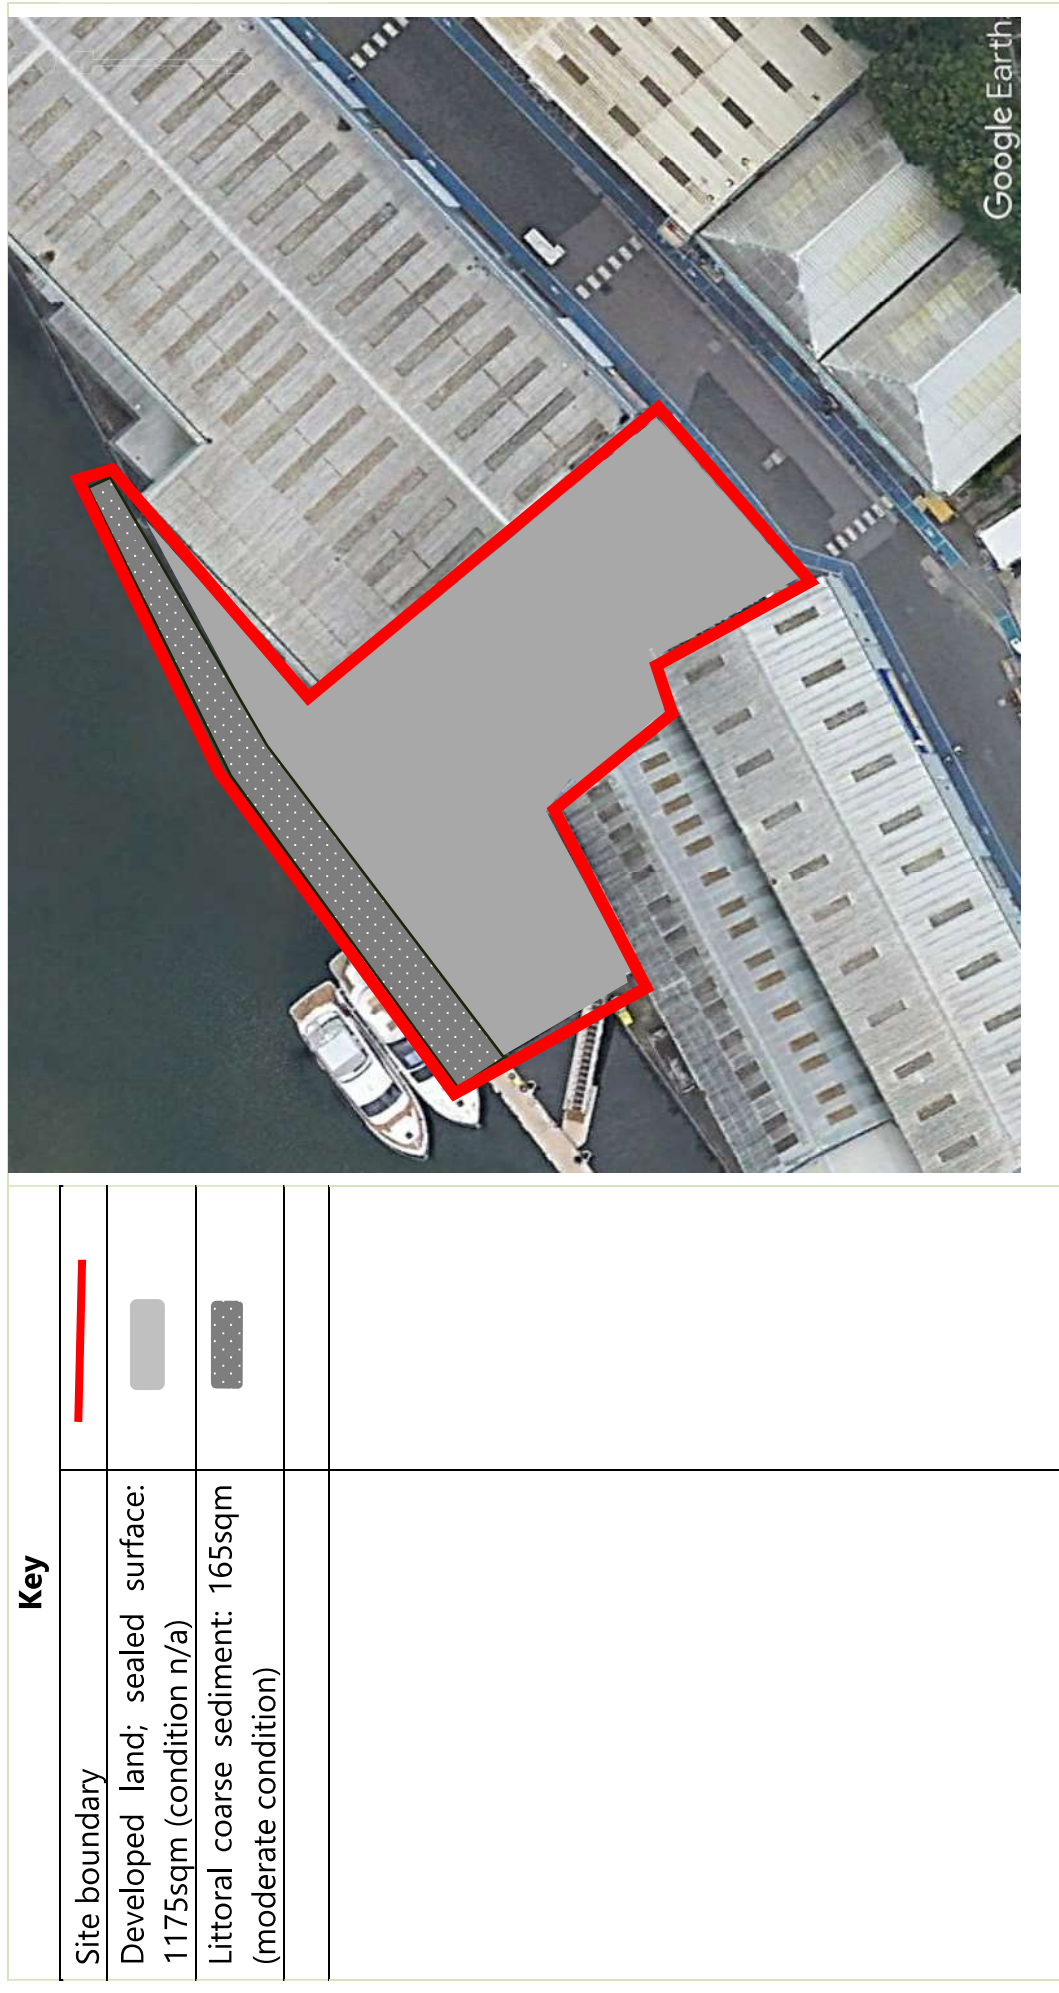 Key
Site boundary
Developed land; sealed surface:
1175sqm (condition n/a)
Littoral coarse sediment: 165sqm
(moderate condition)
Google Earth